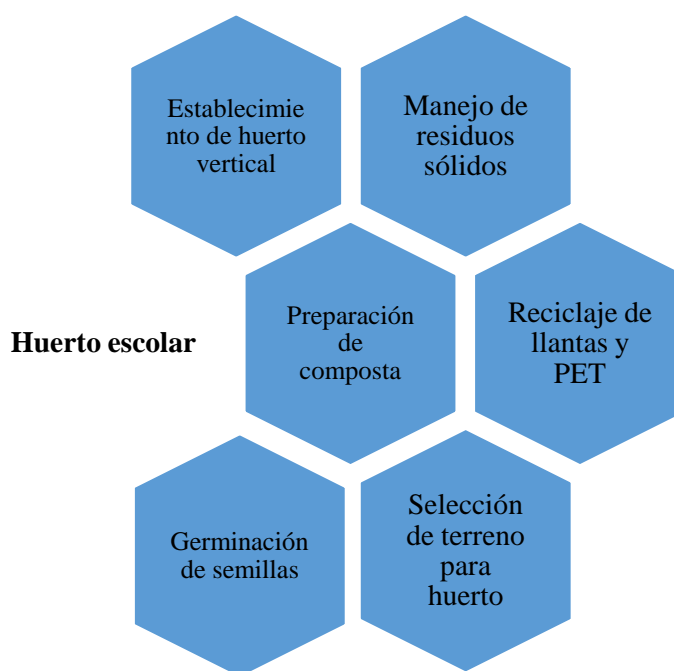 Establecimie
nto de huerto
vertical
Manejo de
residuos
sólidos
Huerto escolar
Preparación
de
composta
Reciclaje de
llantas y
PET
Germinación
de semillas
Selección
de terreno
para
huerto